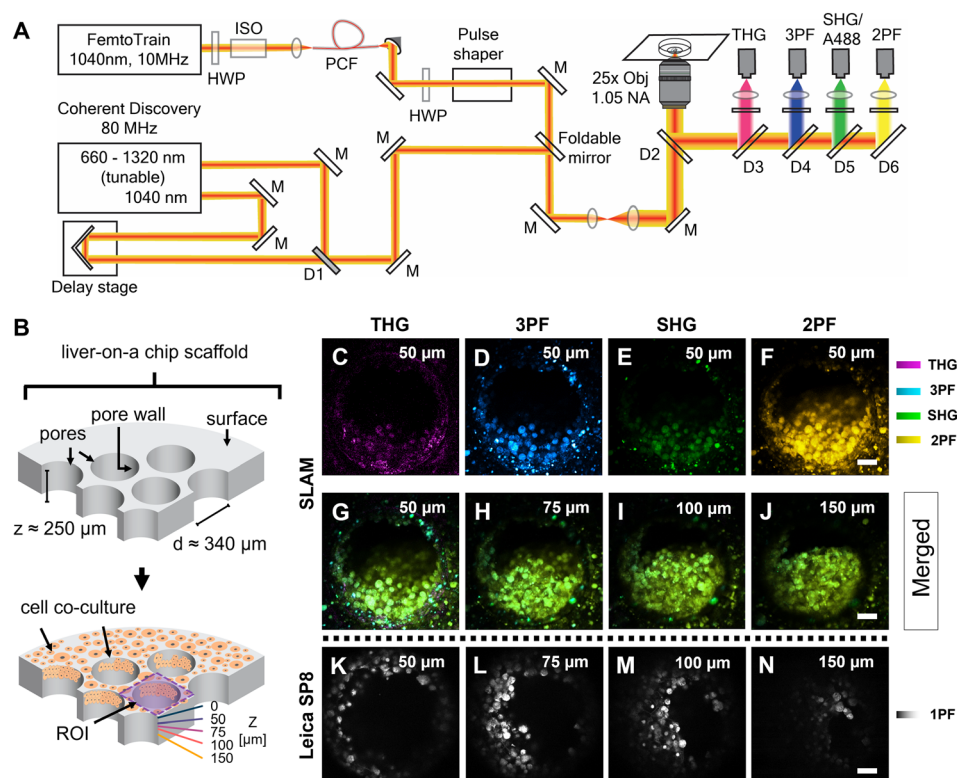 A
FemtoTrain
1040nm, 10MHz
HWP
ISO
PCF
HWP
Pulse
shaper
M
Foldable
mirror
25x Obj
1.05 NA
THG
3PF
SHG/
A488
2PF
D2
D3
D4
D5
D6
Coherent Discovery
80 MHz
660 - 1320 nm
(tunable)
1040 nm
M
M
M
M
D1
M
M
M
Delay stage
B
liver-on-a chip scaffold
pore wall
surface
pores
z ≈ 250 µm
d ≈ 340 µm
cell co-culture
ROI
0
50
75
100
150
Z
[µm]
THG
3PF
SHG
2PF
SLAM
C
50 µm
D
50 µm
E
50 µm
F
50 µm
THG
3PF
SHG
2PF
G
50 µm
H
75 µm
I
100 µm
J
150 µm
Merged
Leica SP8
K
50 µm
L
75 µm
M
100 µm
N
150 µm
1PF